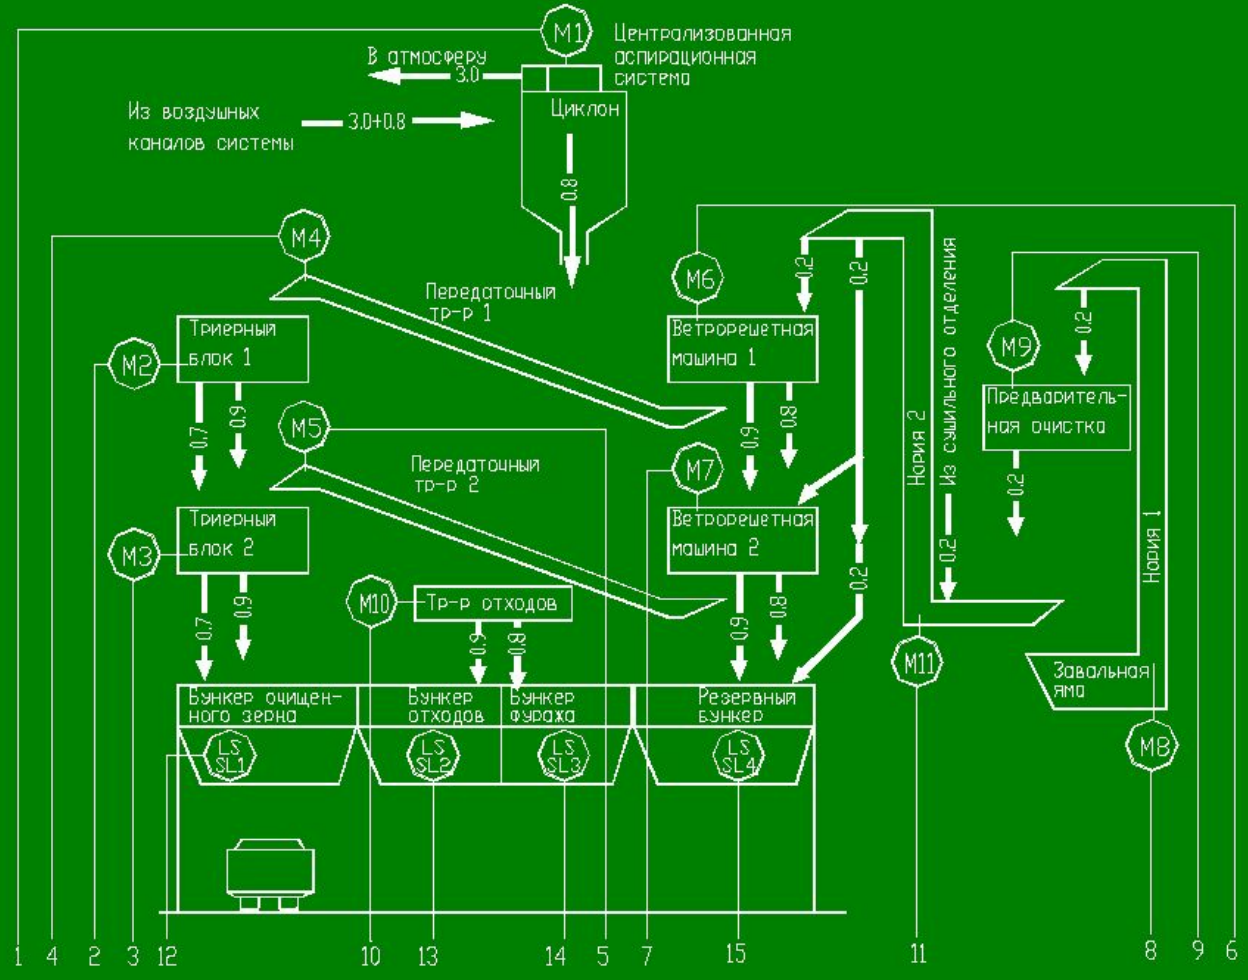 М1
Централизованная
аспирационная
система
В атмосферу
3.0
Циклон
Из воздушных
каналов системы
3.0+0.8
0.8
М4
Передаточный
тр-р 1
М6
0.2
0.2
Из сушильного отделения
0.2
М9
0.2
Триерный
блок 1
М2
Ветрорешетная
машина 1
Предваритель-
ная очистка
0.7
0.9
М5
0.9
0.8
Нория 2
0.2
Передаточный
тр-р 2
М7
Триерный
блок 2
М3
Ветрорешетная
машина 2
Нория 1
0.7
0.9
М10
Тр-р отходов
0.9
0.8
0.9
0.8
0.2
М11
Завальная
яма
Бункер очищен-
ного зерна
Бункер
отходов
Бункер
фуража
Резервный
бункер
LS
SL1
LS
SL2
LS
SL3
LS
SL4
М8
1 4 2 3 12 10 13 14 5 7 15 11 8 9 6